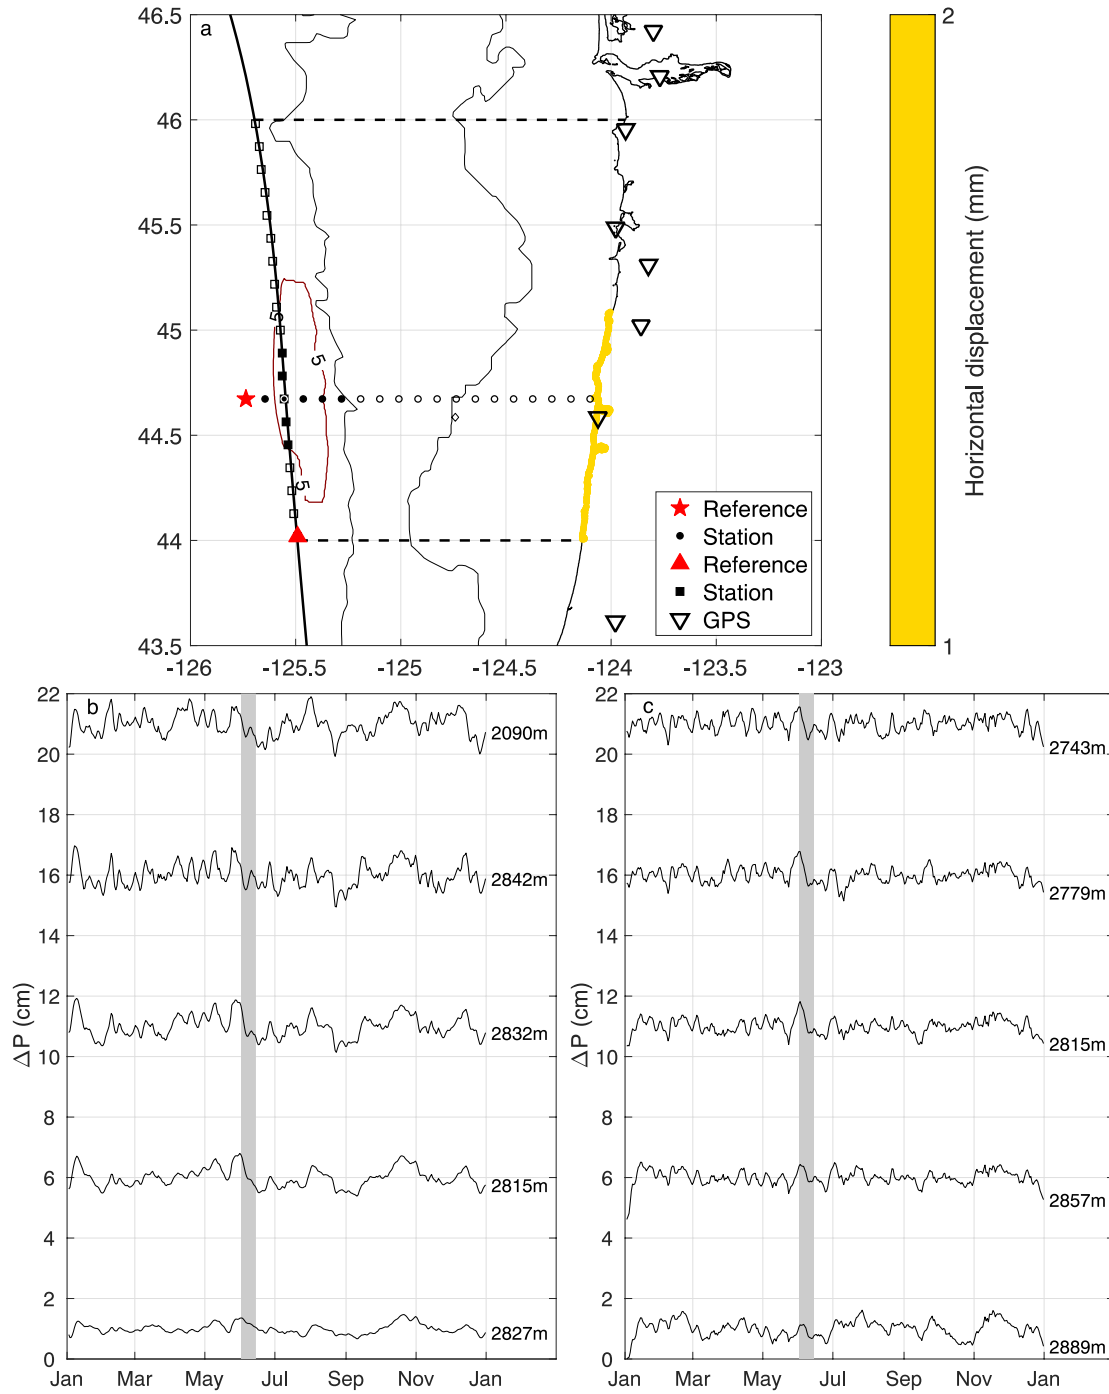 46.5
a
46
45.5
45
44.5
44
43.5
5
5
5
-126
-125.5
-125
-124.5
-124
-123.5
-123
Reference
Station
Reference
Station
GPS
2
Horizontal displacement (mm)
1
22
20
18
16
14
12
10
8
6
4
2
0
ΔP (cm)
b
2090m
2842m
2832m
2815m
2827m
Jan
Mar
May
Jul
Sep
Nov
Jan
22
20
18
16
14
12
10
8
6
4
2
0
ΔP (cm)
c
2743m
2779m
2815m
2857m
2889m
Jan
Mar
May
Jul
Sep
Nov
Jan